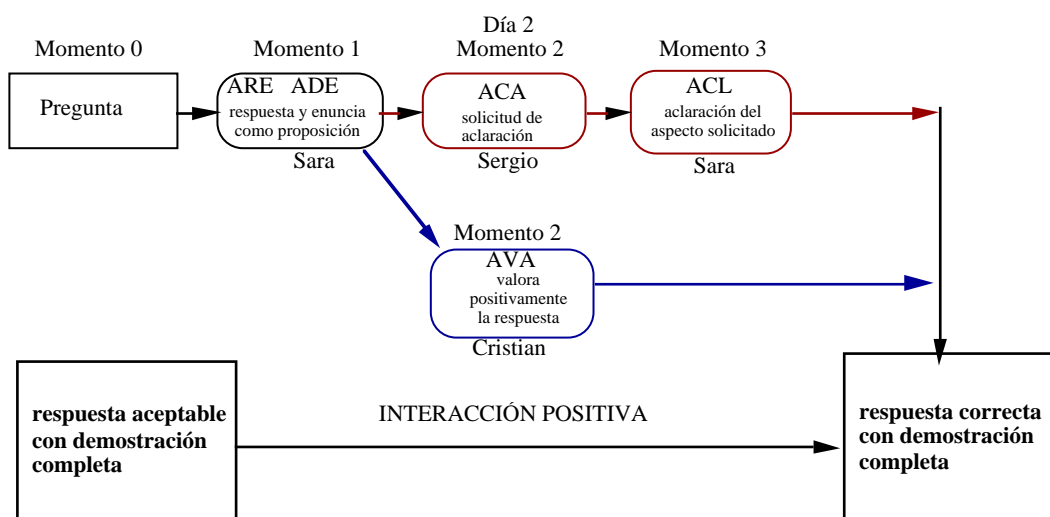 Día 2
Momento 0
Momento 1
Momento 2
Momento 3
Pregunta
ARE ADE
respuesta y enuncia
como proposición
Sara
ACA
solicitud de
aclaración
Sergio
ACL
aclaración del
aspecto solicitado
Sara
Momento 2
AVA
valora
positivamente
la respuesta
Cristian
respuesta aceptable
con demostración
completa
INTERACCIÓN POSITIVA
respuesta correcta
con demostración
completa